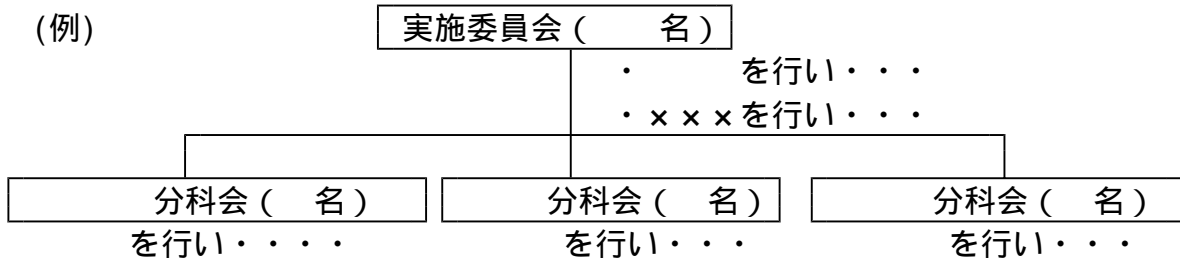 (例) 実施委員会（　　名）
・　　　を行い・・・
・×××を行い・・・
分科会（　名） 分科会（　名） 分科会（　名）
を行い・・・・ を行い・・・ を行い・・・